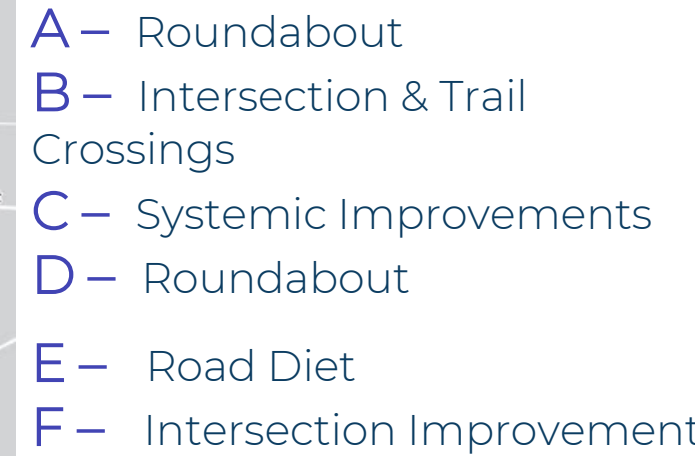 A – Roundabout
B – Intersection & Trail
Crossings
C – Systemic Improvements
D – Roundabout
E – Road Diet
F – Intersection Improvement